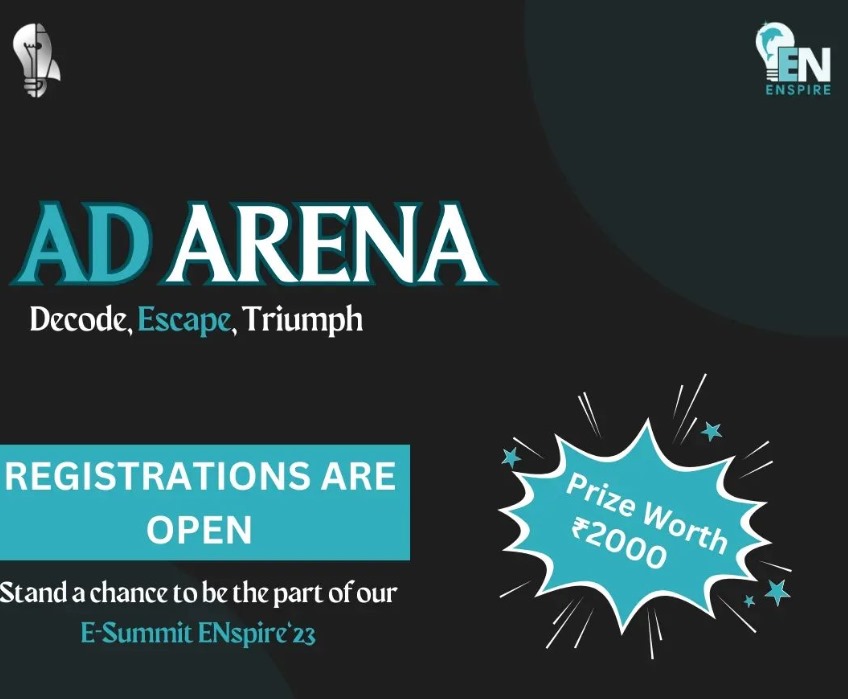 EN
ENSPIRE
AD ARENA
Decode, Escape, Triumph
REGISTRATIONS ARE
OPEN
Prize Worth
₹2000
Stand a chance to be the part of our
E-Summit ENspire‘23